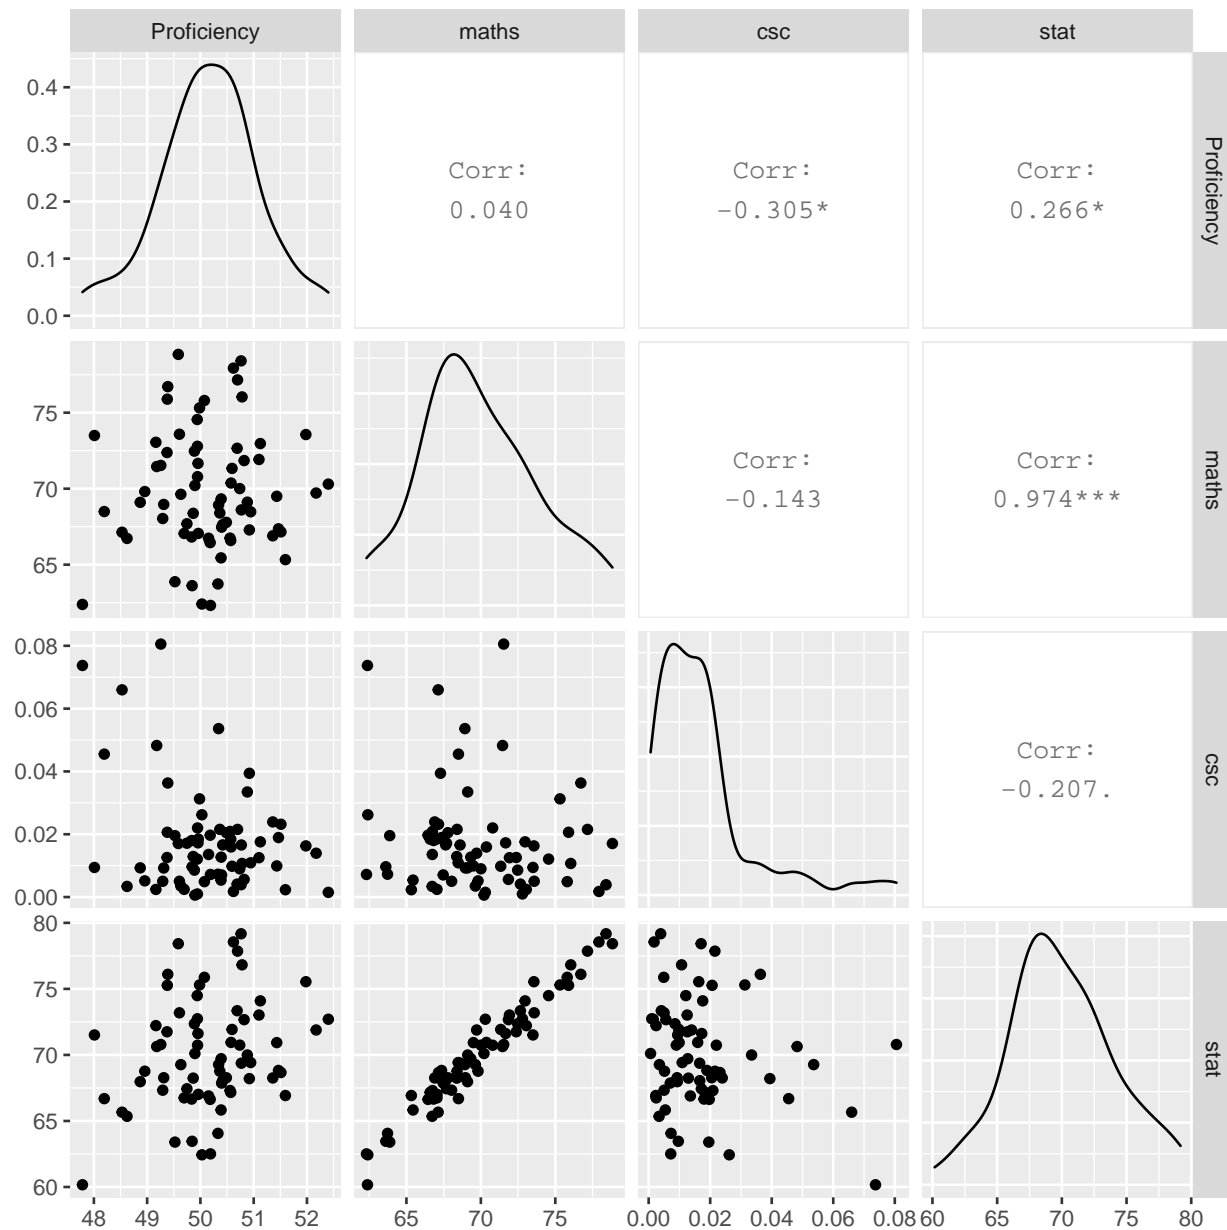 Proficiency maths csc stat
0.4
0.3
0.2
0.1
0.0
Corr:
0.040
Corr:
-0.305*
Corr:
0.266*
Proficiency
75
70
65
Corr:
-0.143
Corr:
0.974***
maths
0.08
0.06
0.04
0.02
0.00
Corr:
-0.207.
csc
80
75
70
65
60
stat
48 49 50 51 52
65 70 75
0.00 0.02 0.04 0.06 0.08
60 65 70 75 80